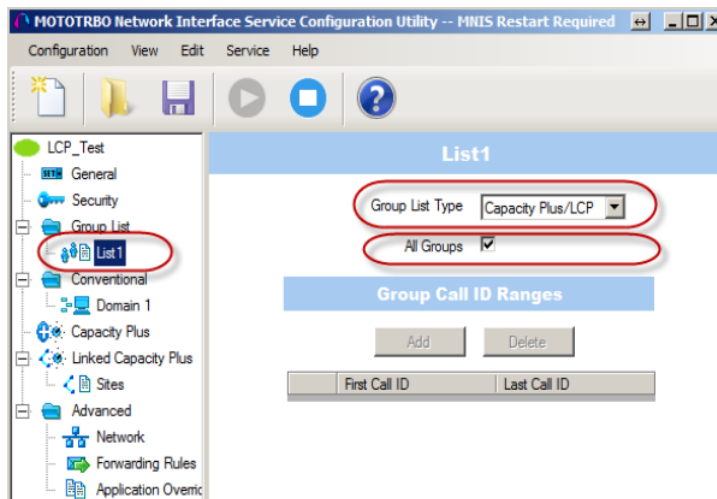 MOTOTRBO Network Interface Service Configuration Utility -- MNIS Restart Required
Configuration View Edit Service Help
LCP_Test
General
Security
Group List
List1
Conventional
Domain 1
Capacity Plus
Linked Capacity Plus
Sites
Advanced
Network
Forwarding Rules
Application Overric
List1
Group List Type Capacity Plus/LCP
All Groups
Group Call ID Ranges
Add Delete
First Call ID Last Call ID